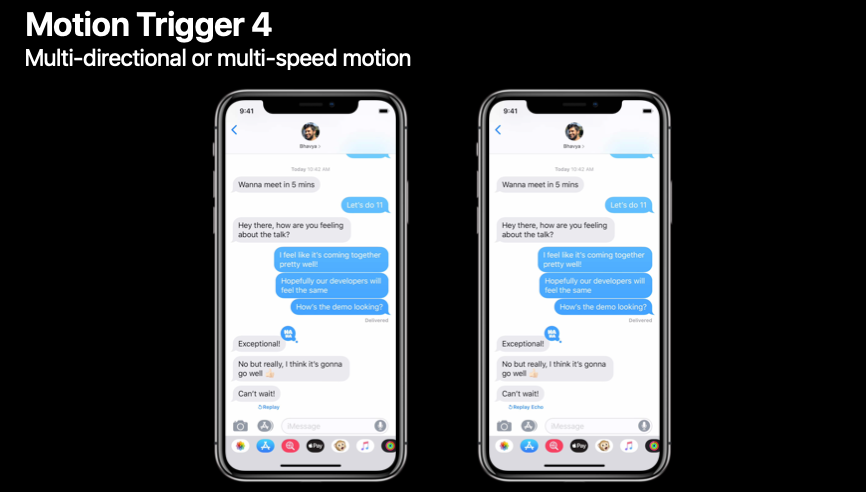 Motion Trigger 4
Multi-directional or multi-speed motion
9:41
Bhavya >
Today 10:42 AM
Wanna meet in 5 mins
Let's do 11
Hey there, how are you feeling
about the talk?
I feel like it's coming together
pretty well!
Hopefully our developers will
feel the same
How's the demo looking?
Delivered
HA HA
Exceptional!
No but really, I think it's gonna
go well 👍🏻
Can't wait!
Replay
iMessage
Pay
9:41
Bhavya >
Today 10:42 AM
Wanna meet in 5 mins
Let's do 11
Hey there, how are you feeling
about the talk?
I feel like it's coming together
pretty well!
Hopefully our developers will
feel the same
How's the demo looking?
Delivered
HA HA
Exceptional!
No but really, I think it's gonna
go well 👍🏻
Can't wait!
Replay Echo
iMessage
Pay